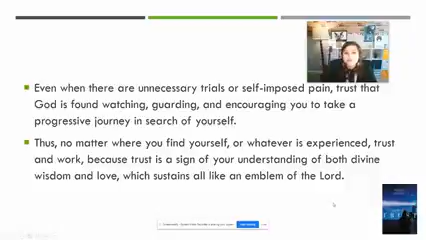 Even when there are unnecessary trials or self-imposed pain, trust that
God is found watching, guarding, and encouraging you to take a
progressive journey in search of yourself.
Thus, no matter where you find yourself, or whatever is experienced, trust
and work, because trust is a sign of your understanding of both divine
wisdom and love, which sustains all like an emblem of the Lord.